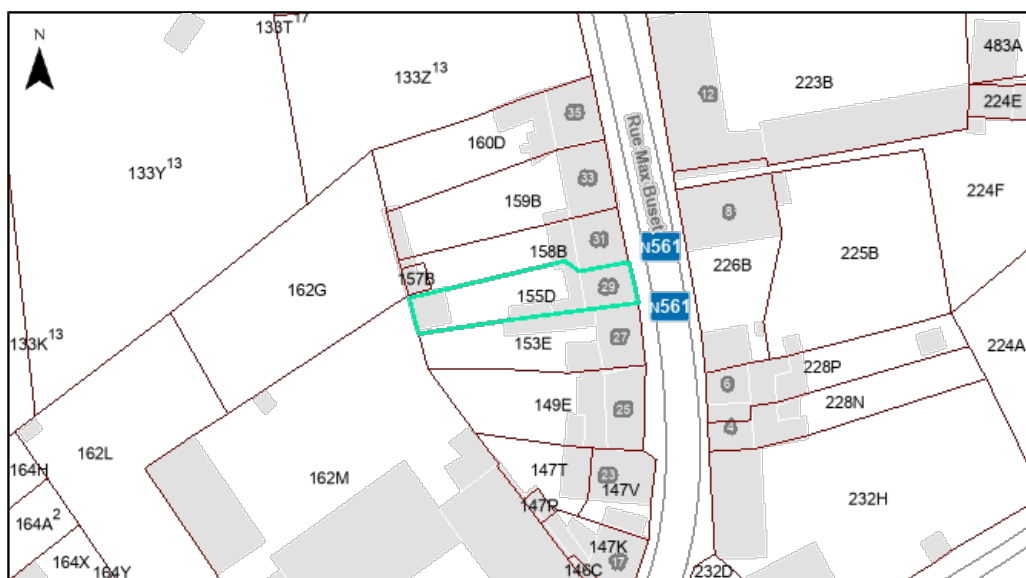 133T17
483A
N
133Z13
223B
12
224E
35
160D
Rue Max Buset
133Y13
33
224F
159B
8
31
N561
158B
225B
226B
157B
162G
29
155D
N561
133K13
153E
27
224A
228P
6
228N
149E
25
4
162L
164H
162M
147T
23
147V
232H
147R
164A2
147K
164X
17
164Y
146C
232D